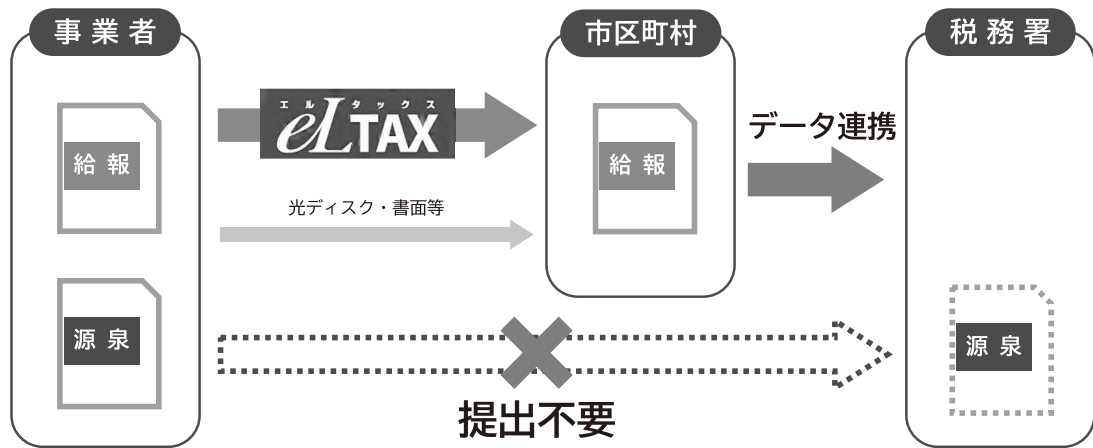 事業者
市区町村
税務署
エルタックス
eLTAX
データ連携
給報
給報
光ディスク・書面等
源泉
源泉
提出不要